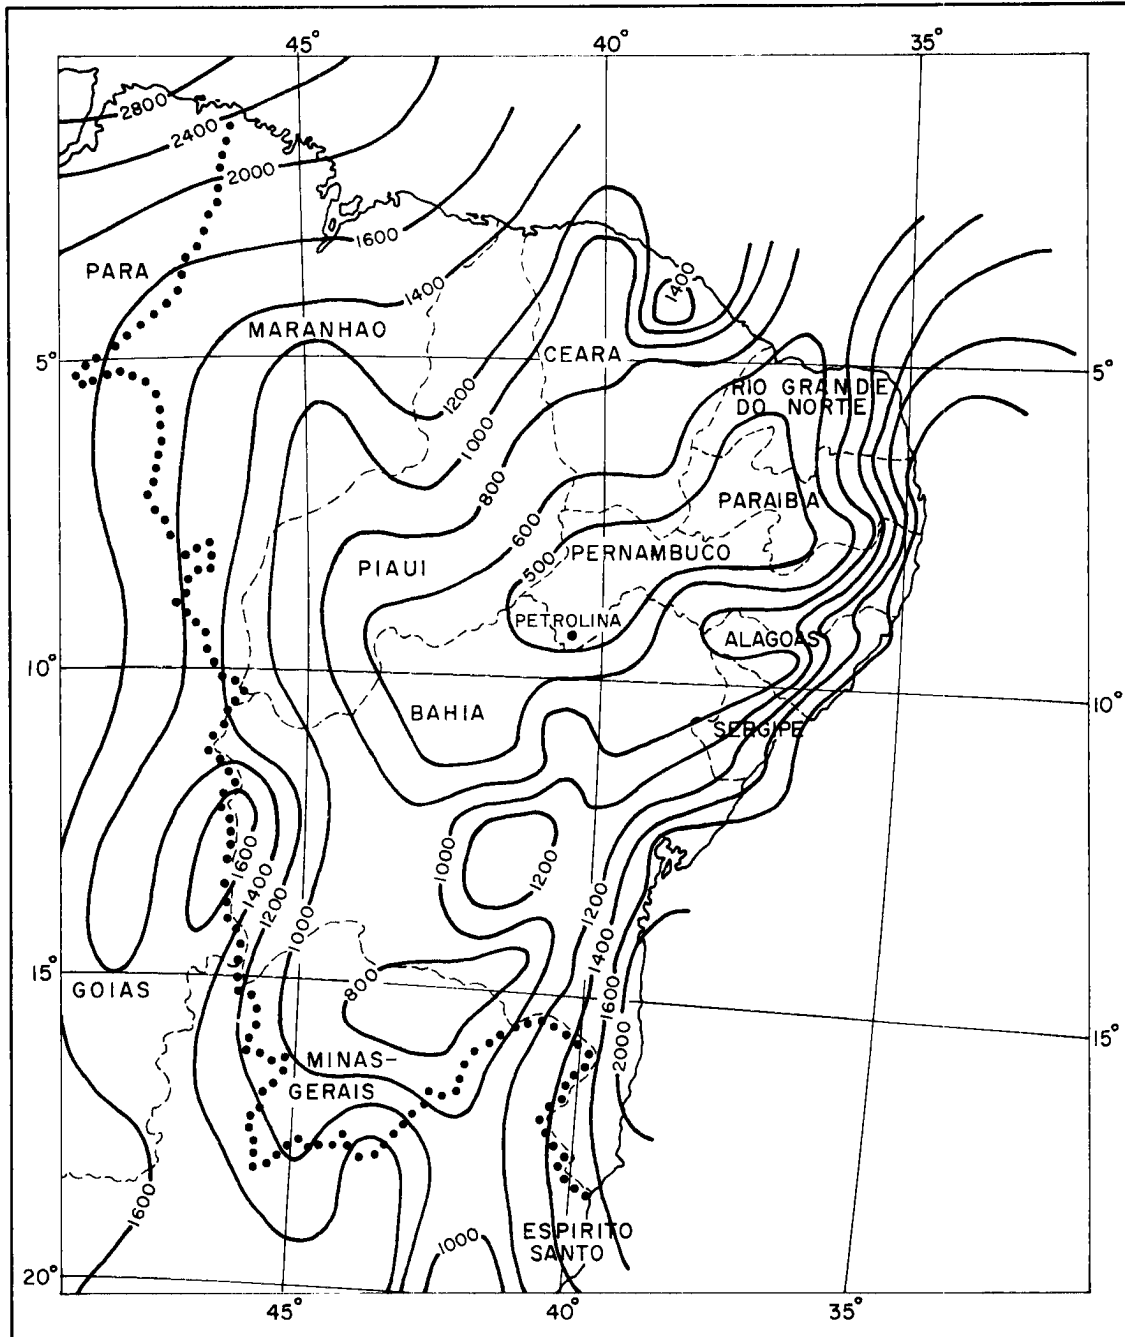 45°
40°
35°
2800
2400
2000
1600
PARA
1400
1400
MARANHAO
CEARA
5°
5°
1200
RIO GRANDE
DO NORTE
1000
800
PARAIBA
600
PIAUI
500
PERNAMBUCO
PETROLINA
ALAGOAS
10°
10°
BAHIA
SERGIPE
1600
1000
1200
1400
1200
1200
1000
1400
15°
GOIAS
800
1600
15°
2000
MINAS-
GERAIS
1600
1000
ESPIRITO
SANTO
20°
20°
45°
40°
35°